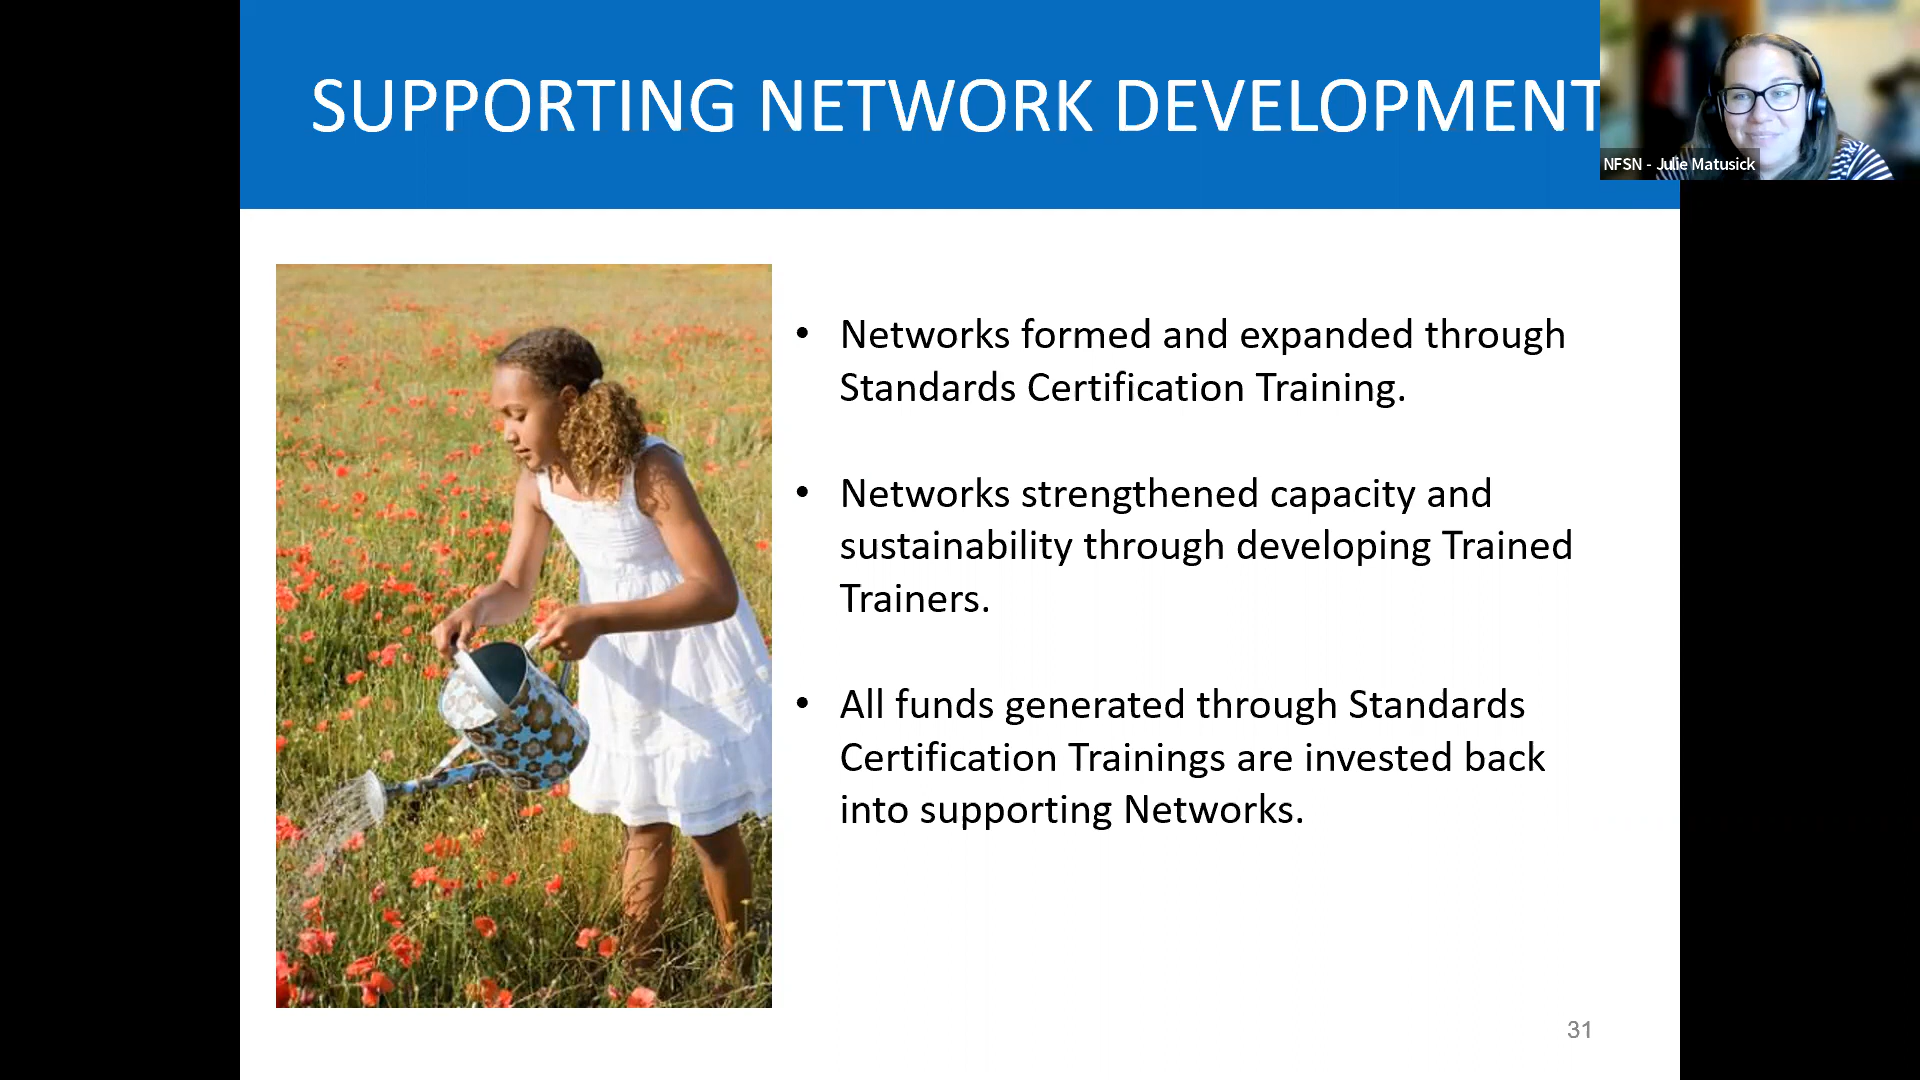 SUPPORTING NETWORK DEVELOPMENT
NFSN - Julie Matusick
• Networks formed and expanded through
Standards Certification Training.
• Networks strengthened capacity and
sustainability through developing Trained
Trainers.
• All funds generated through Standards
Certification Trainings are invested back
into supporting Networks.
31